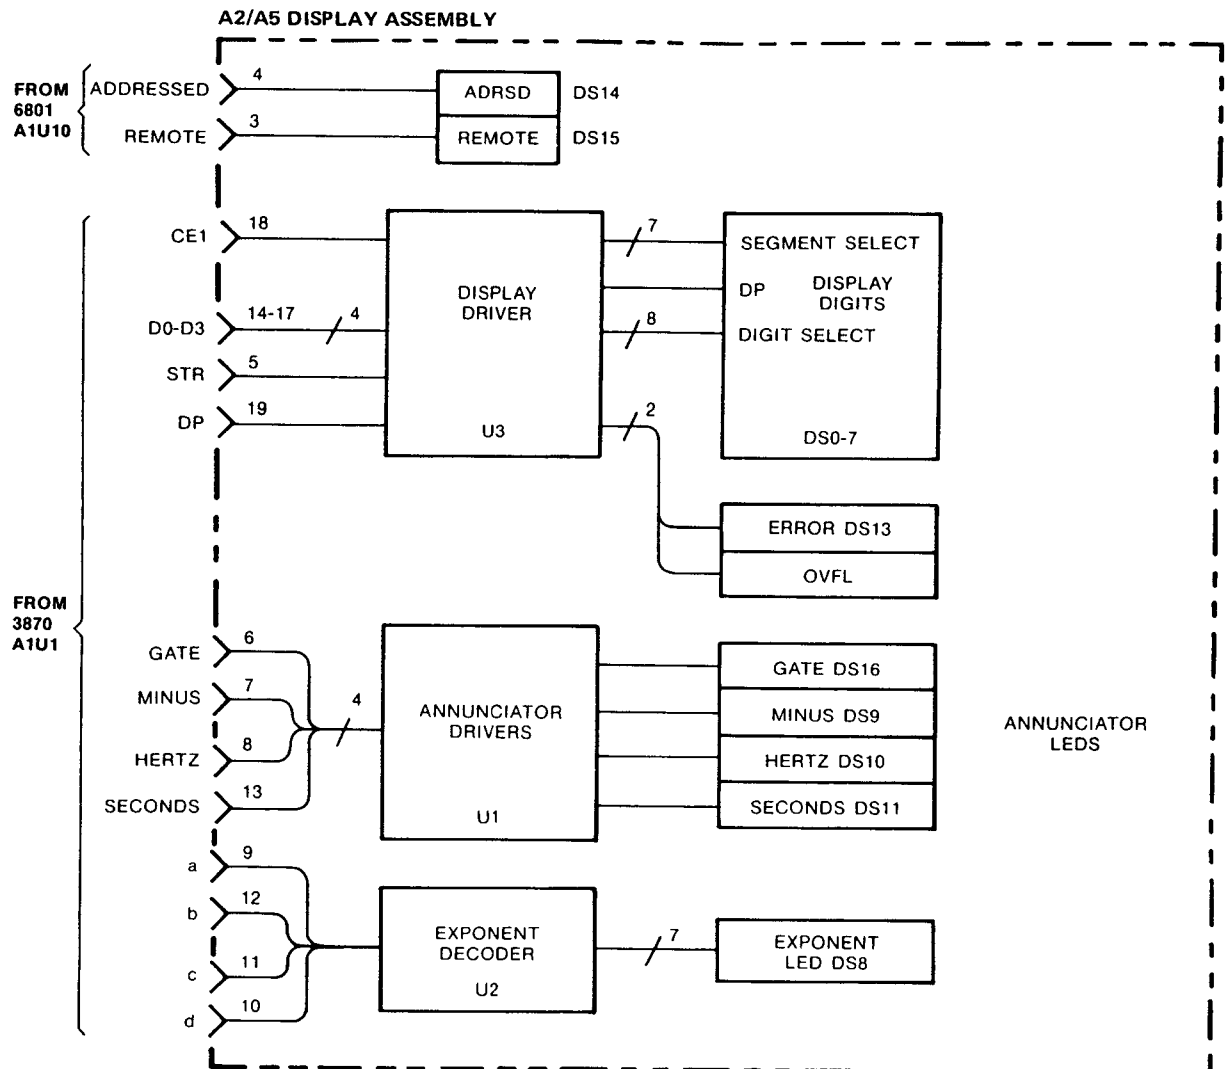 A2/A5 DISPLAY ASSEMBLY
FROM
6801
A1U10
ADDRESSED
4
ADRSD
DS14
REMOTE
3
REMOTE
DS15
FROM
3870
A1U1
CE1
18
D0-D3
14-17
4
STR
5
DP
19
DISPLAY
DRIVER
U3
7
8
2
SEGMENT SELECT
DP
DISPLAY
DIGITS
DIGIT SELECT
DS0-7
ERROR DS13
OVFL
GATE
6
MINUS
7
HERTZ
8
SECONDS
13
4
ANNUNCIATOR
DRIVERS
U1
GATE DS16
MINUS DS9
HERTZ DS10
SECONDS DS11
ANNUNCIATOR
LEDS
a
9
b
12
c
11
d
10
EXPONENT
DECODER
U2
7
EXPONENT
LED DS8